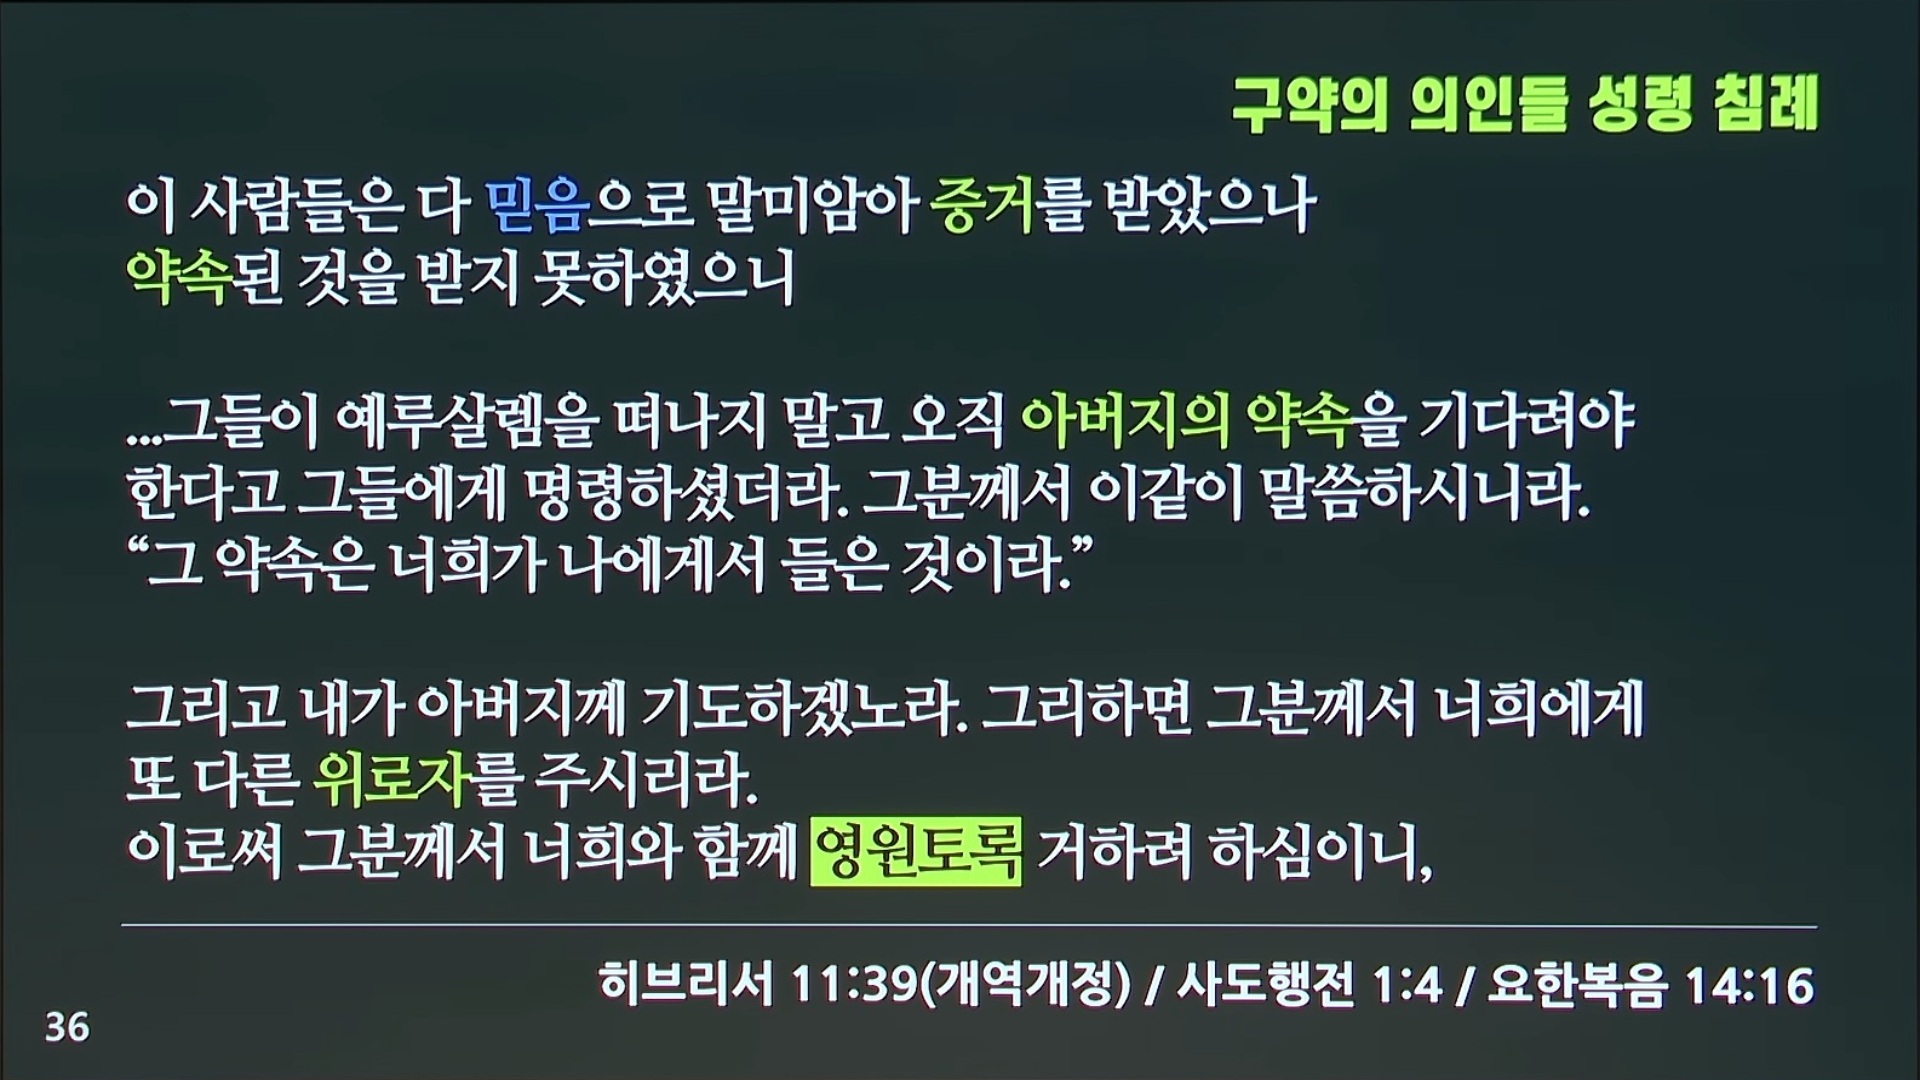 구약의 의인들 성령 침례
이 사람들은 다 믿음으로 말미암아 증거를 받았으나
약속된 것을 받지 못하였으니
...그들이 예루살렘을 떠나지 말고 오직 아버지의 약속을 기다려야
한다고 그들에게 명령하셨더라. 그분께서 이같이 말씀하시니라.
“그 약속은 너희가 나에게서 들은 것이라.”
그리고 내가 아버지께 기도하겠노라. 그리하면 그분께서 너희에게
또 다른 위로자를 주시리라.
이로써 그분께서 너희와 함께 영원토록 거하려 하심이니,
히브리서 11:39(개역개정) / 사도행전 1:4 / 요한복음 14:16
36